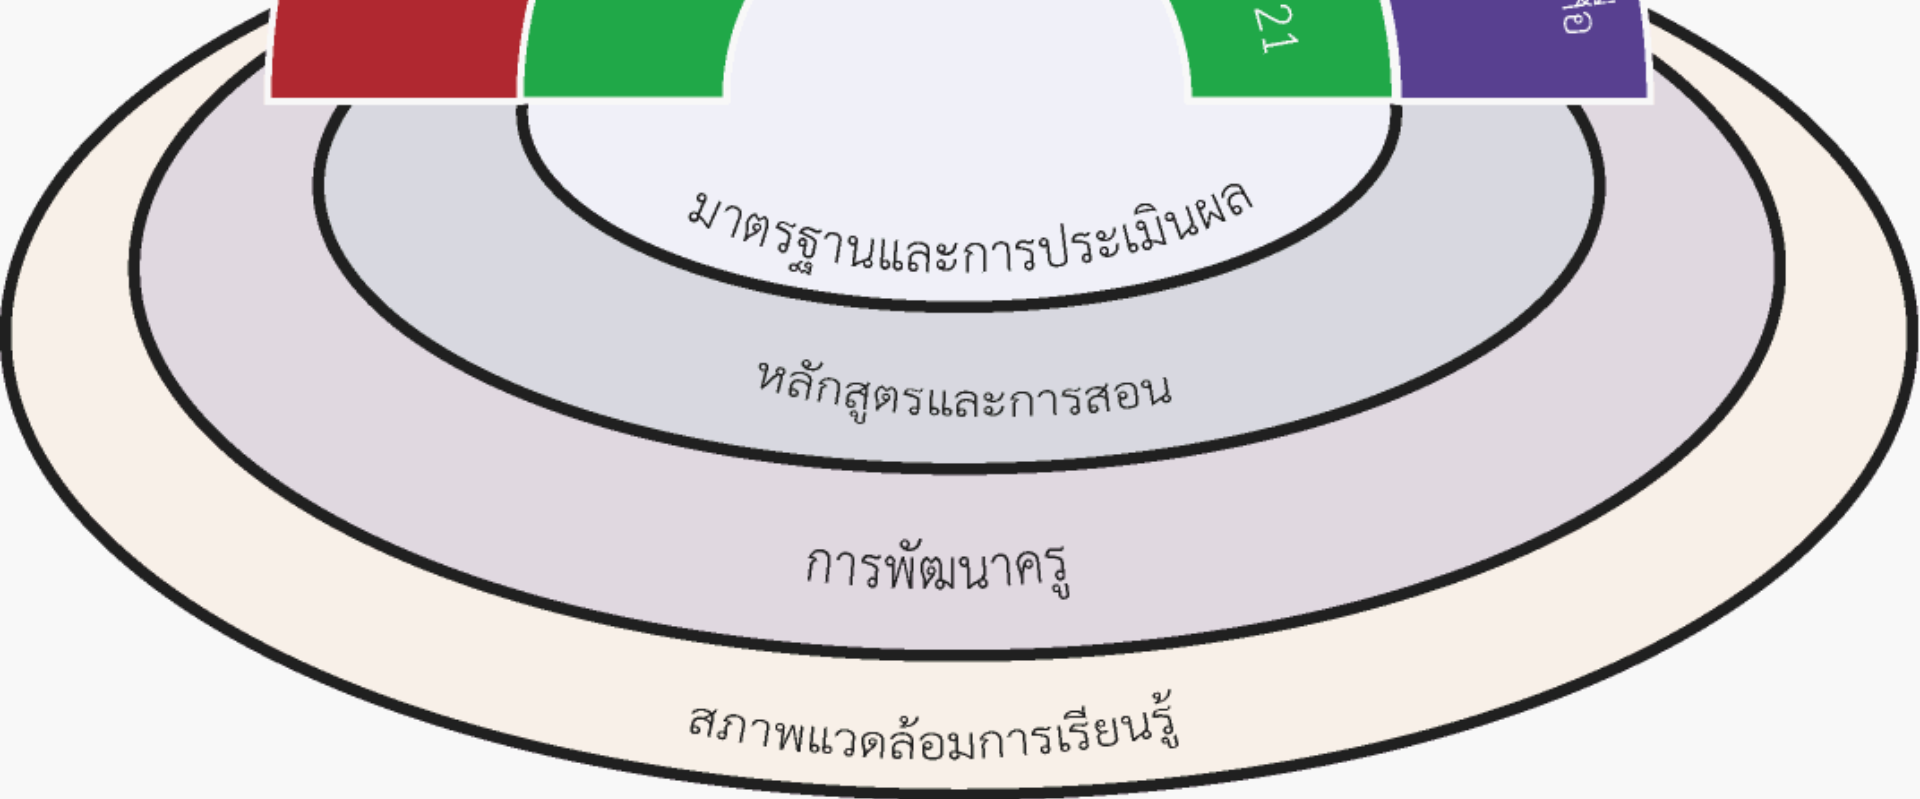 21
มาตรฐานและการประเมินผล
หลักสูตรและการสอน
การพัฒนาครู
สภาพแวดล้อมการเรียนรู้